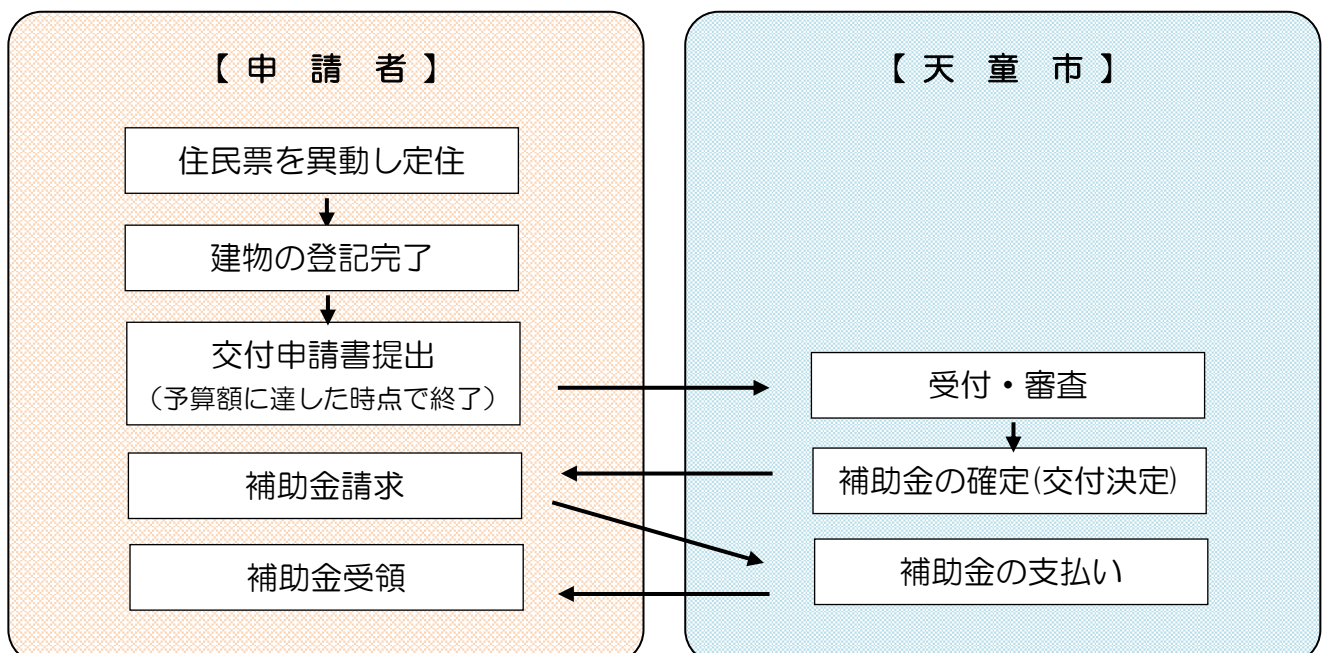 【 申 請 者 】
住民票を異動し定住
建物の登記完了
交付申請書提出
（予算額に達した時点で終了）
補助金請求
補助金受領
【 天 童 市 】
受付・審査
補助金の確定(交付決定)
補助金の支払い